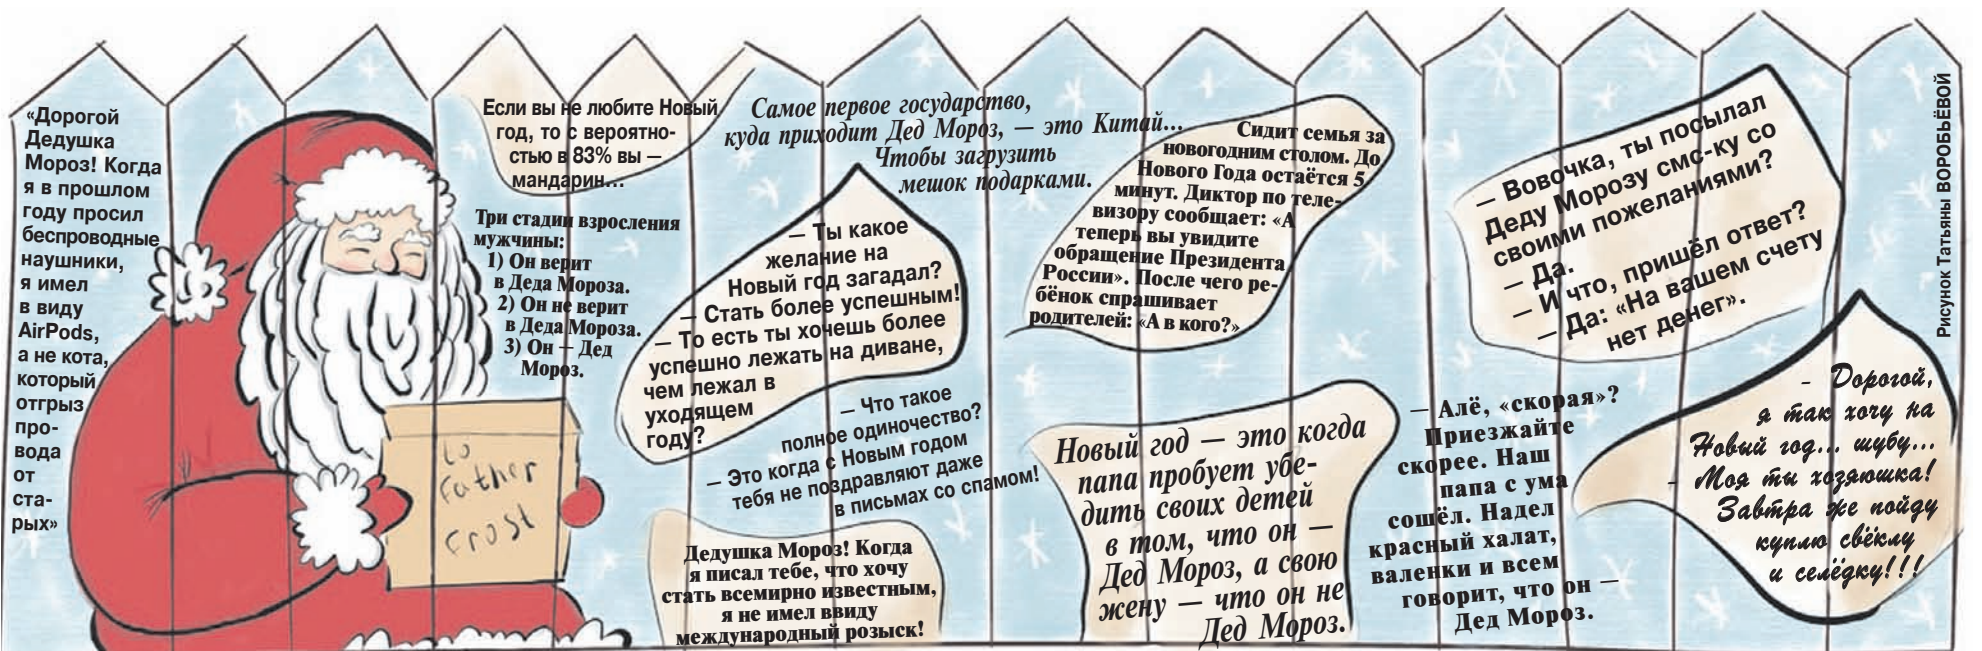 «Дорогой
Дедушка
Мороз! Когда
я в прошлом
году просил
беспроводные
наушники,
я имел
в виду
AirPods,
а не кота,
который
отгрыз
про-
вода
от
ста-
рых»
to
father
frost
Если вы не любите Новый
год, то с вероятно-
стью в 83% вы —
мандарин...
Три стадии взросления
мужчины:
1) Он верит
в Деда Мороза.
2) Он не верит
в Деда Мороза.
3) Он — Дед
Мороз.
Самое первое государство,
куда приходит Дед Мороз, — это Китай...
Чтобы загрузить
мешок подарками.
— Ты какое
желание на
Новый год загадал?
— Стать более успешным!
— То есть ты хочешь более
успешно лежать на диване,
чем лежал в
уходящем
году?
— Что такое
полное одиночество?
— Это когда с Новым годом
тебя не поздравляют даже
в письмах со спамом!
Дедушка Мороз! Когда
я писал тебе, что хочу
стать всемирно известным,
я не имел ввиду
международный розыск!
Сидит семья за
новогодним столом. До
Нового Года остаётся 5
минут. Диктор по теле-
визору сообщает: «А
теперь вы увидите
обращение Президента
России». После чего ре-
бёнок спрашивает
родителей: «А в кого?»
Новый год — это когда
папа пробует убе-
дить своих детей
в том, что он —
Дед Мороз, а свою
жену — что он не
Дед Мороз.
— Алё, «скорая»?
Приезжайте
скорее. Наш
папа с ума
сошёл. Надел
красный халат,
валенки и всем
говорит, что он —
Дед Мороз.
— Вовочка, ты посылал
Деду Морозу смс-ку со
своими пожеланиями?
— Да.
— И что, пришёл ответ?
— Да: «На вашем счету
нет денег».
- Дорогой,
я так хочу на
Новый год... шубу...
- Моя ты хозяюшка!
Завтра же пойду
куплю свёклу
и селёдку!!!
Рисунок Татьяны ВОРОБЬЁВОЙ